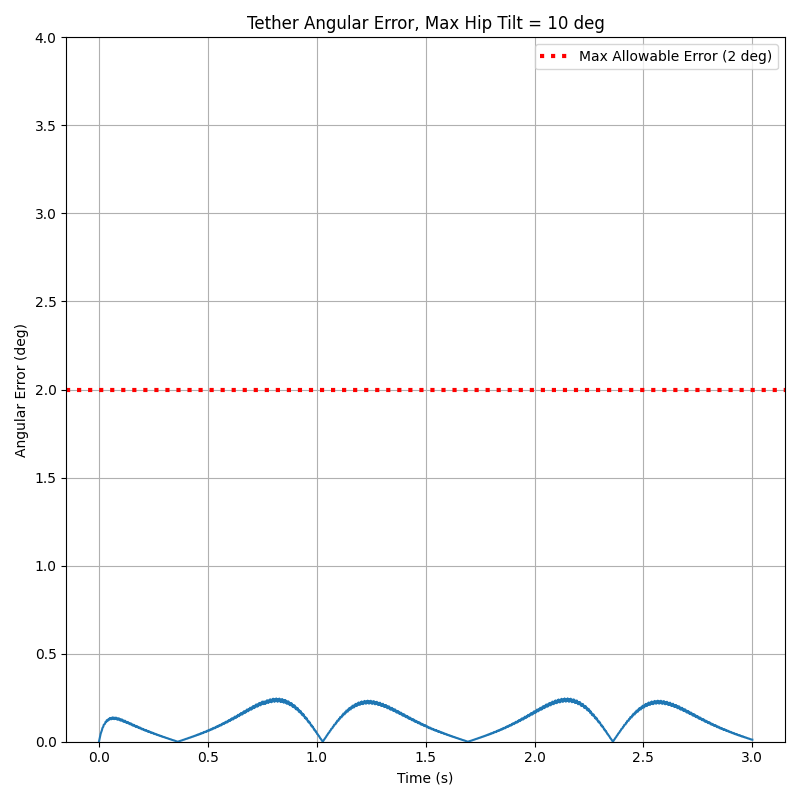 Tether Angular Error, Max Hip Tilt = 10 deg
Max Allowable Error (2 deg)
4.0
3.5
3.0
2.5
2.0
1.5
1.0
0.5
0.0
Angular Error (deg)
0.0 0.5 1.0 1.5 2.0 2.5 3.0
Time (s)